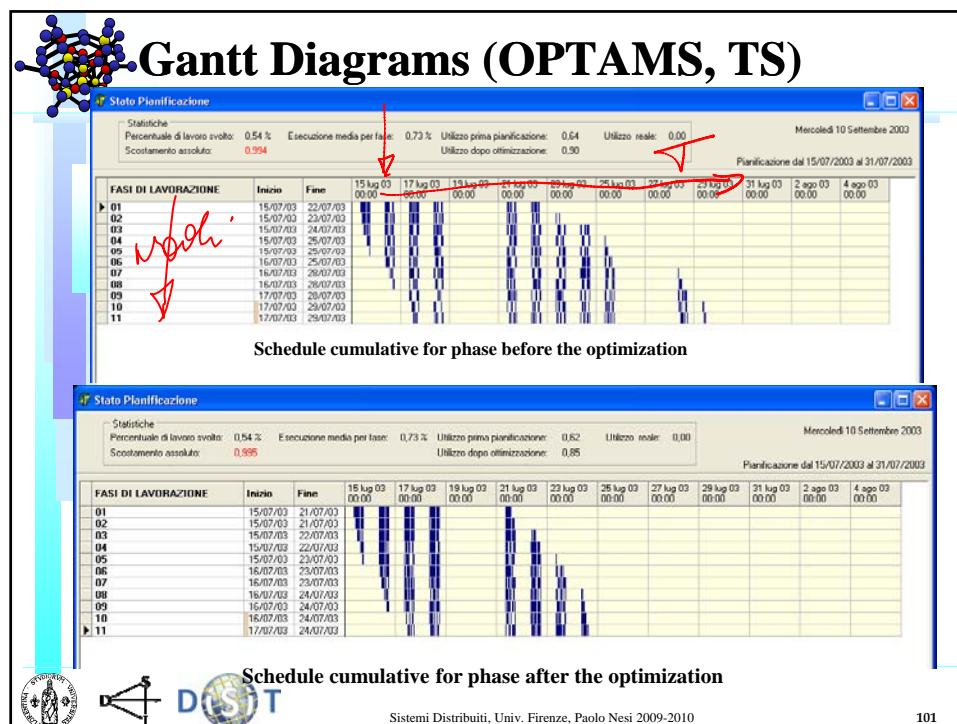 Gantt Diagrams (OPTAMS, TS)
Stato Pianificazione
Statistiche
Percentuale di lavoro svolto: 0,54 % Esecuzione media per fase: 0,73 % Utilizzo prima pianificazione: 0,64 Utilizzo reale: 0,00
Mercoledì 10 Settembre 2003
Scostamento assoluto: 0.994 Utilizzo dopo ottimizzazione: 0,90
Pianificazione dal 15/07/2003 al 31/07/2003
FASI DI LAVORAZIONE Inizio Fine 15 lug 03 00:00 17 lug 03 00:00 19 lug 03 00:00 21 lug 03 00:00 23 lug 03 00:00 25 lug 03 00:00 27 lug 03 00:00 29 lug 03 00:00 31 lug 03 00:00 2 ago 03 00:00 4 ago 03 00:00
01 15/07/03 22/07/03
02 15/07/03 23/07/03
03 15/07/03 24/07/03
04 15/07/03 25/07/03
05 15/07/03 25/07/03
06 16/07/03 25/07/03
07 16/07/03 28/07/03
08 16/07/03 28/07/03
09 17/07/03 28/07/03
10 17/07/03 29/07/03
11 17/07/03 29/07/03
T
Schedule cumulative for phase before the optimization
Stato Pianificazione
Statistiche
Percentuale di lavoro svolto: 0,54 % Esecuzione media per fase: 0,73 % Utilizzo prima pianificazione: 0,62 Utilizzo reale: 0,00
Mercoledì 10 Settembre 2003
Scostamento assoluto: 0,995 Utilizzo dopo ottimizzazione: 0,85
Pianificazione dal 15/07/2003 al 31/07/2003
FASI DI LAVORAZIONE Inizio Fine 15 lug 03 00:00 17 lug 03 00:00 19 lug 03 00:00 21 lug 03 00:00 23 lug 03 00:00 25 lug 03 00:00 27 lug 03 00:00 29 lug 03 00:00 31 lug 03 00:00 2 ago 03 00:00 4 ago 03 00:00
01 15/07/03 21/07/03
02 15/07/03 21/07/03
03 15/07/03 22/07/03
04 15/07/03 22/07/03
05 15/07/03 23/07/03
06 16/07/03 23/07/03
07 16/07/03 23/07/03
08 16/07/03 24/07/03
09 16/07/03 24/07/03
10 16/07/03 24/07/03
11 17/07/03 24/07/03
Schedule cumulative for phase after the optimization
DISIT
Sistemi Distribuiti, Univ. Firenze, Paolo Nesi 2009-2010
101